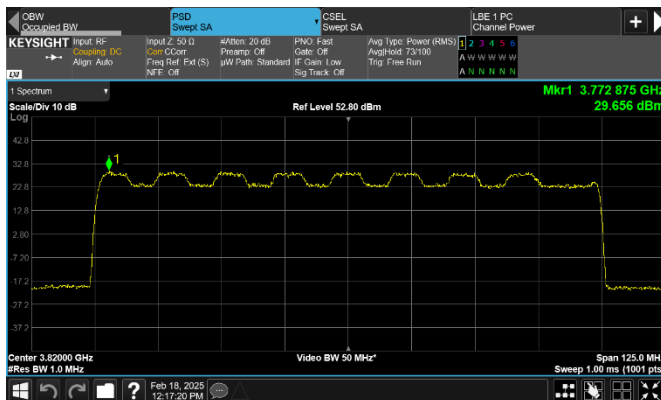 OBW
Occupied BW
PSD
Swept SA
CSEL
Swept SA
LBE 1 PC
Channel Power
KEYSIGHT
Input: RF
Coupling: DC
Align: Auto
Input Z: 50 Ω
Corr CCorr
Freq Ref: Ext (S)
NFE: Off
#Atten: 20 dB
Preamp: Off
µW Path: Standard
PNO: Fast
Gate: Off
IF Gain: Low
Sig Track: Off
Avg Type: Power (RMS)
Avg|Hold: 73/100
Trig: Free Run
1 2 3 4 5 6
A W W W W W
A N N N N N
LXI
1 Spectrum
Mkr1 3.772 875 GHz
Scale/Div 10 dB
Ref Level 52.80 dBm
29.656 dBm
Log
42.8
32.8
1
22.8
12.8
2.80
-7.20
-17.2
-27.2
-37.2
Center 3.82000 GHz
Video BW 50 MHz*
Span 125.0 MH
#Res BW 1.0 MHz
Sweep 1.00 ms (1001 pts
?
Feb 18, 2025
12:17:20 PM